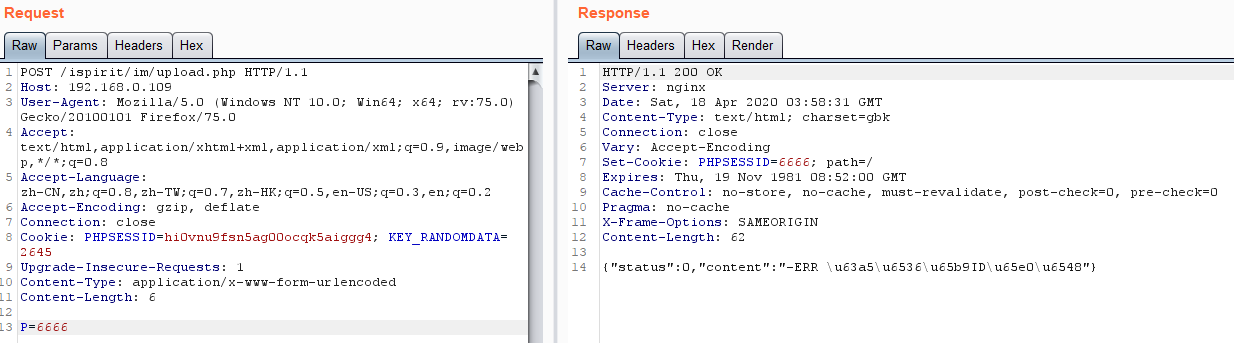 Request
Raw Params Headers Hex
1 POST /ispirit/im/upload.php HTTP/1.1
2 Host: 192.168.0.109
3 User-Agent: Mozilla/5.0 (Windows NT 10.0; Win64; x64; rv:75.0)
Gecko/20100101 Firefox/75.0
4 Accept:
text/html,application/xhtml+xml,application/xml;q=0.9,image/web
p,*/*;q=0.8
5 Accept-Language:
zh-CN,zh;q=0.8,zh-TW;q=0.7,zh-HK;q=0.5,en-US;q=0.3,en;q=0.2
6 Accept-Encoding: gzip, deflate
7 Connection: close
8 Cookie: PHPSESSID=hi0vnu9fsn5ag00ocqk5aiggg4; KEY_RANDOMDATA=
2645
9 Upgrade-Insecure-Requests: 1
10 Content-Type: application/x-www-form-urlencoded
11 Content-Length: 6
12
13 P=6666
Response
Raw Headers Hex Render
1 HTTP/1.1 200 OK
2 Server: nginx
3 Date: Sat, 18 Apr 2020 03:58:31 GMT
4 Content-Type: text/html; charset=gbk
5 Connection: close
6 Vary: Accept-Encoding
7 Set-Cookie: PHPSESSID=6666; path=/
8 Expires: Thu, 19 Nov 1981 08:52:00 GMT
9 Cache-Control: no-store, no-cache, must-revalidate, post-check=0, pre-check=0
10 Pragma: no-cache
11 X-Frame-Options: SAMEORIGIN
12 Content-Length: 62
13
14 {"status":0,"content":"-ERR \u63a5\u6536\u65b9ID\u65e0\u6548"}